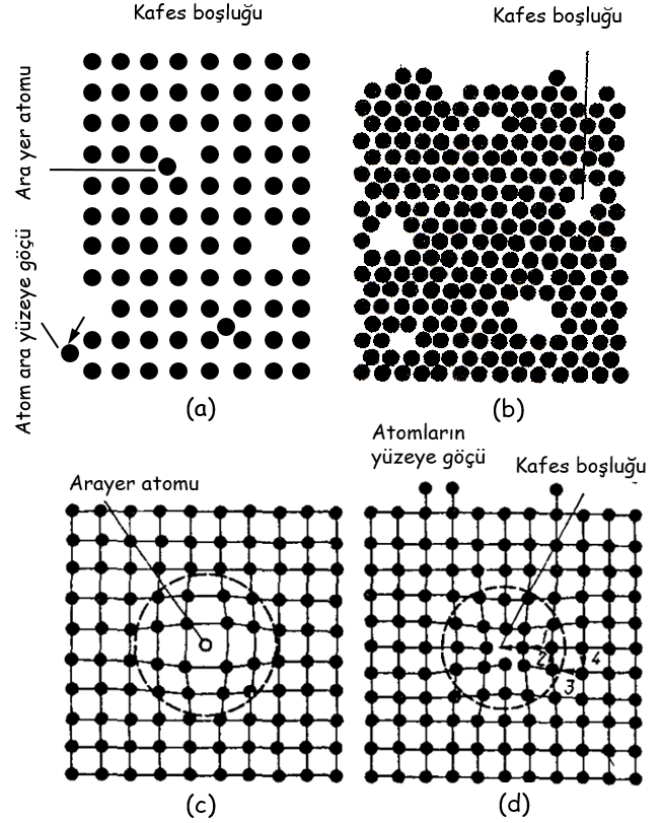 Kafes boşluğu
Kafes boşluğu
Ara yer atomu
Atom ara yüzeye göçü
(a)
(b)
Atomların
yüzeye göçü
Kafes boşluğu
Arayer atomu
1
2
3
4
(c)
(d)